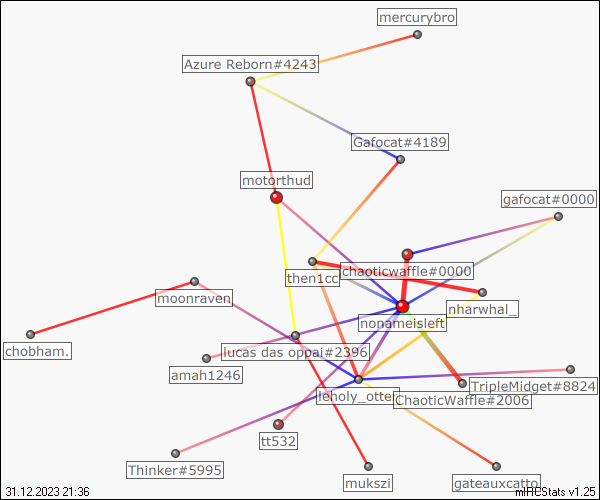 mercurybro
Azure Reborn#4243
Gafocat#4189
motorthud
gafocat#0000
chaoticwaffle#0000
then1cc
moonraven
nharwhal_
nonameisleft
chobham.
lucas das oppai#2396
amah1246
TripleMidget#8824
leholy_otter
ChaoticWaffle#2006
tt532
Thinker#5995
mukszi
gateauxcatto
31.12.2023 21:36
mIRCStats v1.25